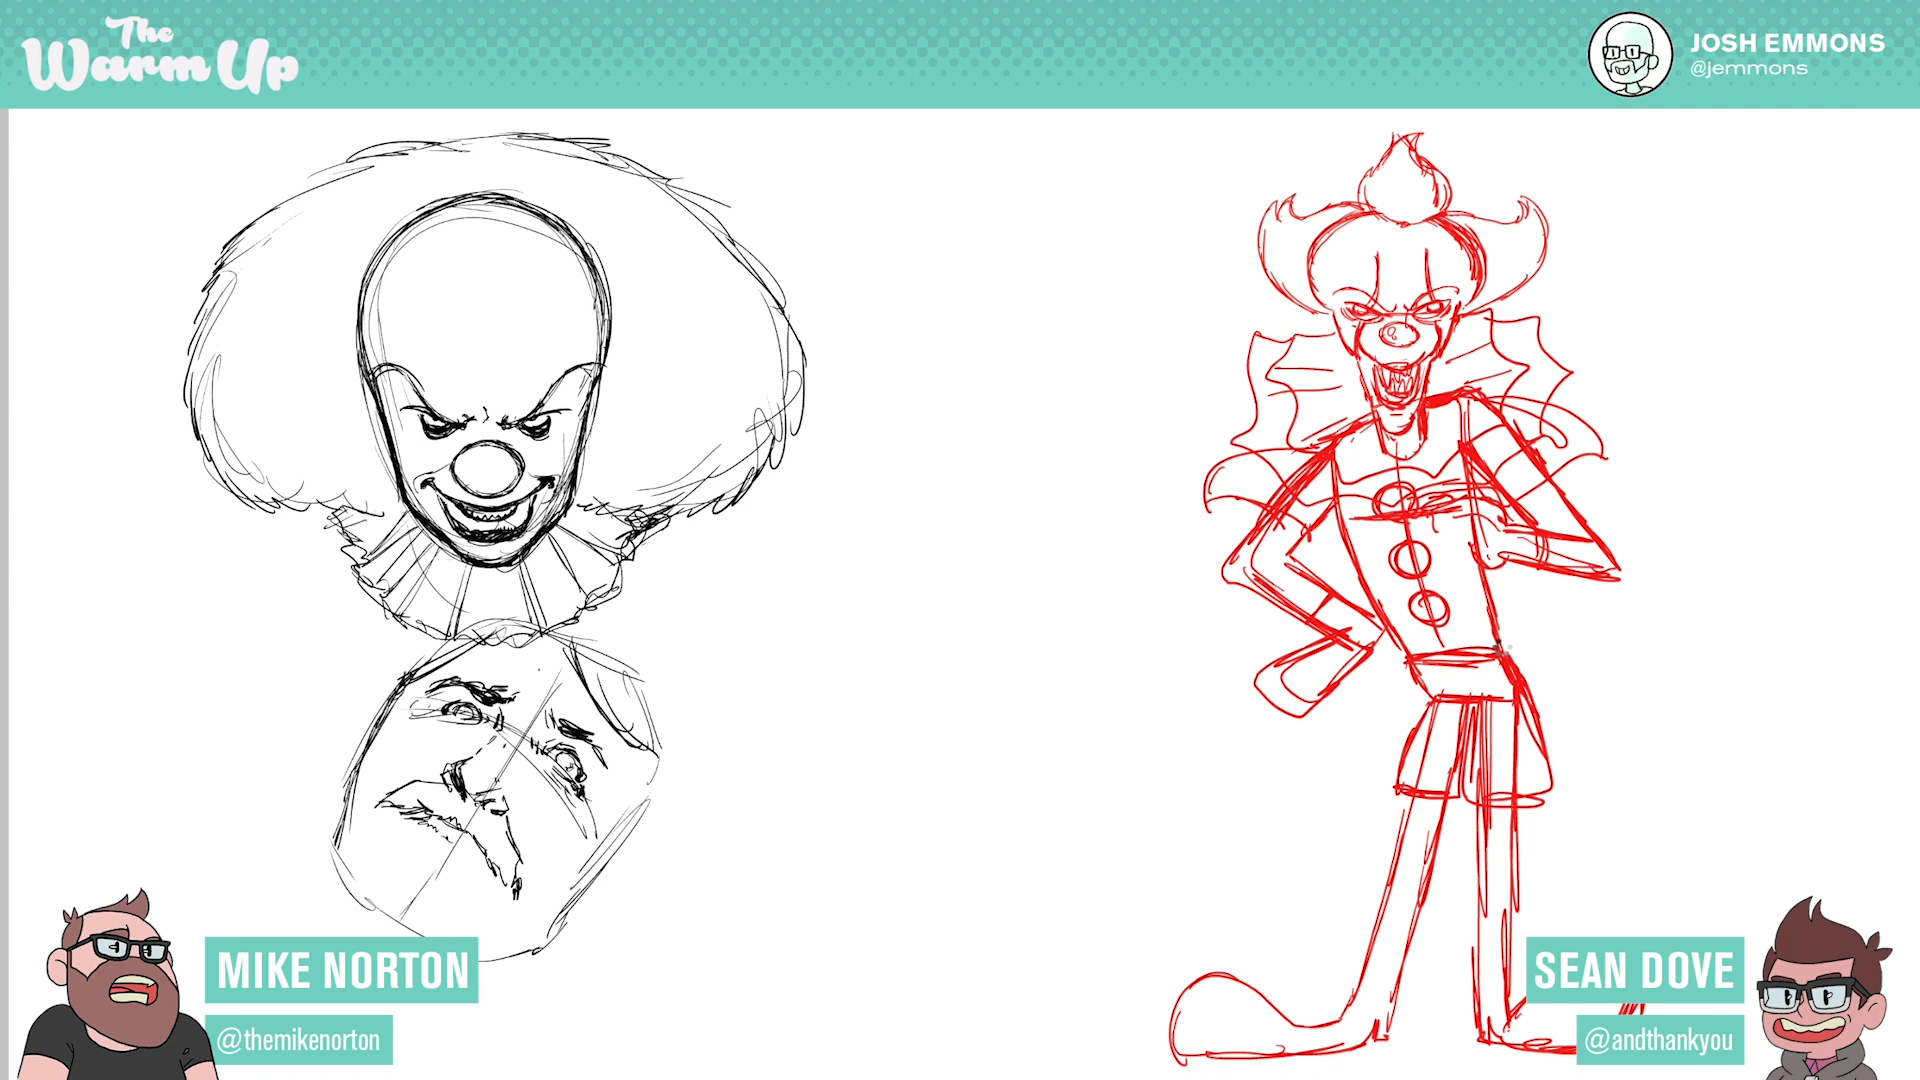 The
Warm Up
JOSH EMMONS
@jemmons
MIKE NORTON
@themikenorton
SEAN DOVE
@andthankyou